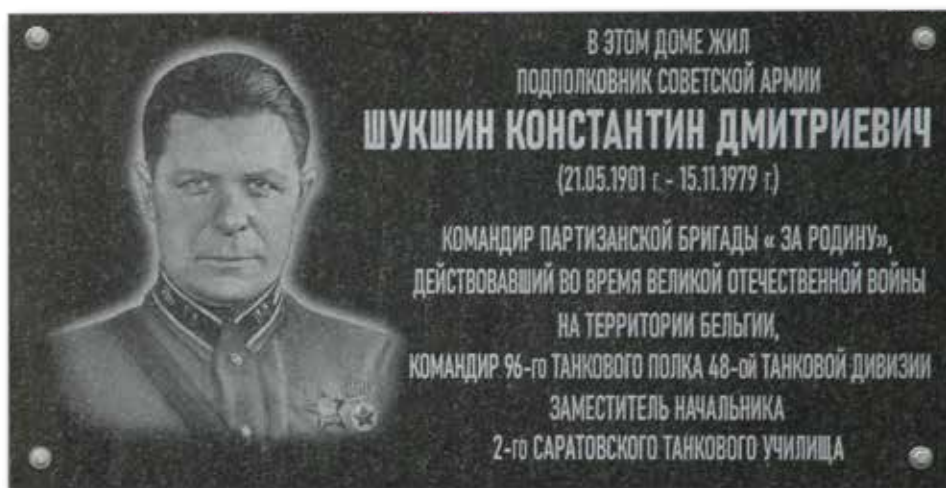 В ЭТОМ ДОМЕ ЖИЛ
ПОДПОЛКОВНИК СОВЕТСКОЙ АРМИИ
ШУКШИН КОНСТАНТИН ДМИТРИЕВИЧ
(21.05.1901 г. - 15.11.1979 г.)
КОМАНДИР ПАРТИЗАНСКОЙ БРИГАДЫ « ЗА РОДИНУ»,
ДЕЙСТВОВАВШИЙ ВО ВРЕМЯ ВЕЛИКОЙ ОТЕЧЕСТВЕННОЙ ВОЙНЫ
НА ТЕРРИТОРИИ БЕЛЬГИИ,
КОМАНДИР 96-го ТАНКОВОГО ПОЛКА 48-ой ТАНКОВОЙ ДИВИЗИИ
ЗАМЕСТИТЕЛЬ НАЧАЛЬНИКА
2-го САРАТОВСКОГО ТАНКОВОГО УЧИЛИЩА